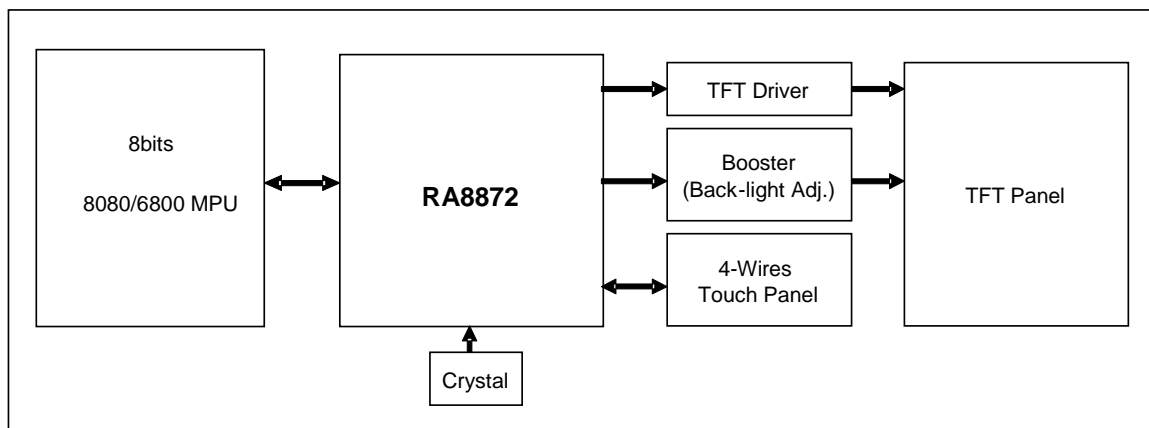 8bits
8080/6800 MPU
RA8872
TFT Driver
Booster
(Back-light Adj.)
4-Wires
Touch Panel
TFT Panel
Crystal